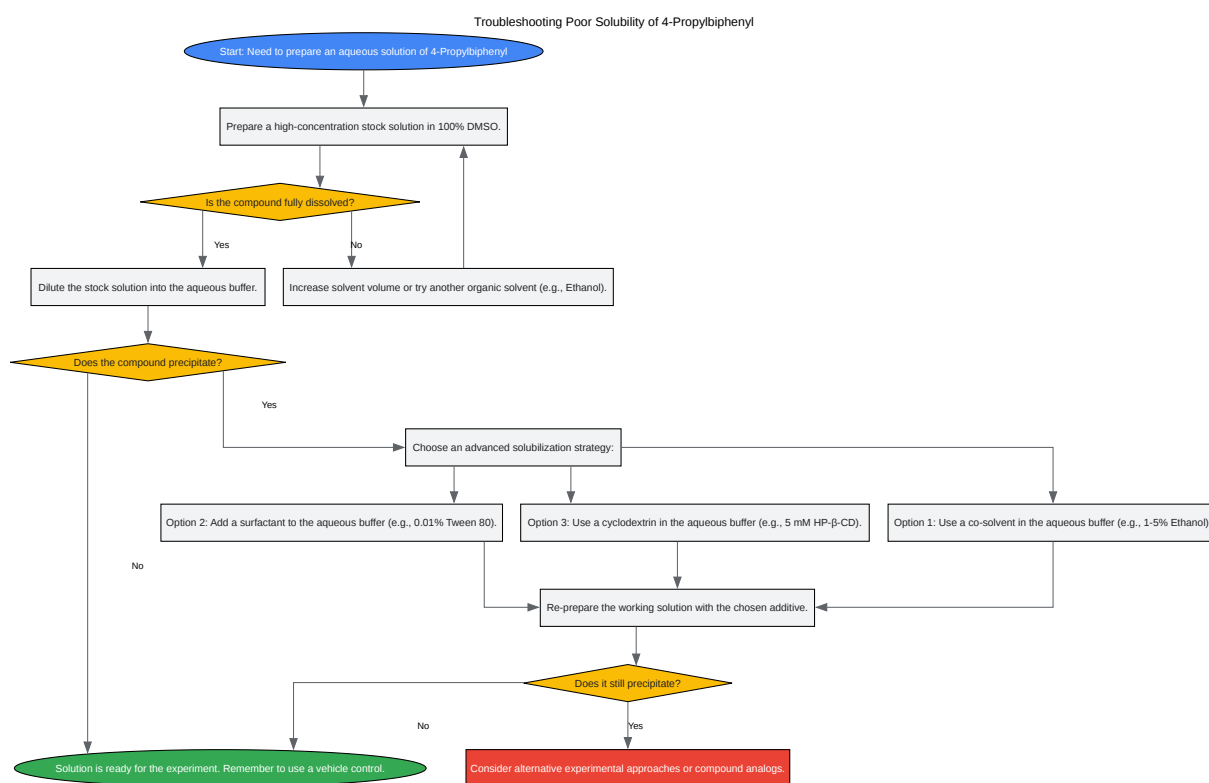 Troubleshooting Poor Solubility of 4-Propylbiphenyl
Start: Need to prepare an aqueous solution of 4-Propylbiphenyl
Prepare a high-concentration stock solution in 100% DMSO.
Is the compound fully dissolved?
Yes
No
Dilute the stock solution into the aqueous buffer.
Increase solvent volume or try another organic solvent (e.g., Ethanol).
Does the compound precipitate?
Yes
Choose an advanced solubilization strategy:
Option 2: Add a surfactant to the aqueous buffer (e.g., 0.01% Tween 80).
Option 3: Use a cyclodextrin in the aqueous buffer (e.g., 5 mM HP-β-CD).
Option 1: Use a co-solvent in the aqueous buffer (e.g., 1-5% Ethanol)
No
Re-prepare the working solution with the chosen additive.
Does it still precipitate?
No
Yes
Solution is ready for the experiment. Remember to use a vehicle control.
Consider alternative experimental approaches or compound analogs.